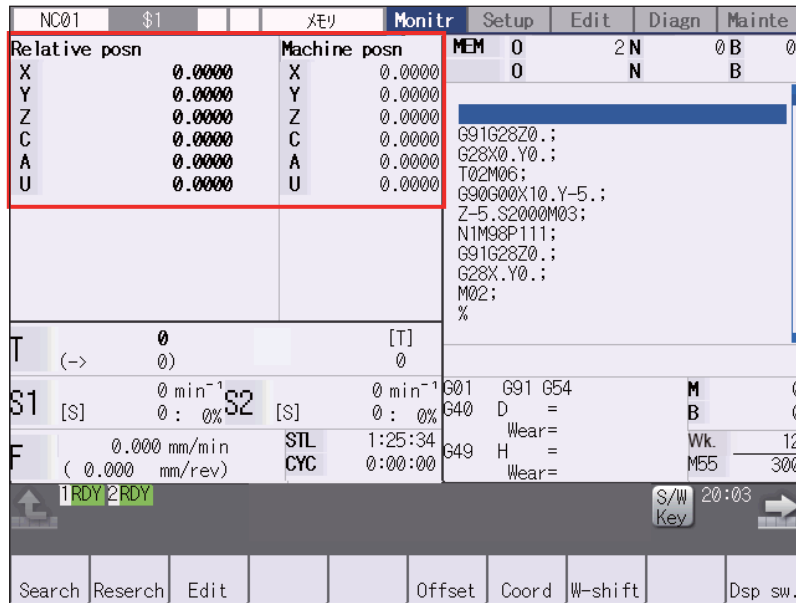 NC01 $1 メモリ Monitr Setup Edit Diagn Mainte
Relative posn Machine posn
X 0.0000 X 0.0000
Y 0.0000 Y 0.0000
Z 0.0000 Z 0.0000
C 0.0000 C 0.0000
A 0.0000 A 0.0000
U 0.0000 U 0.0000
MEM O 2 N 0 B 0
O N B
G91G28Z0.;
G28X0.Y0.;
T02M06;
G90G00X10.Y-5.;
Z-5.S2000M03;
N1M98P111;
G91G28Z0.;
G28X.Y0.;
M02;
%
T 0 [T]
(-> 0) 0
S1 0 min⁻¹ S2 0 min⁻¹
[S] 0 : 0% [S] 0 : 0%
F 0.000 mm/min STL 1:25:34
( 0.000 mm/rev) CYC 0:00:00
G01 G91 G54
G40 D =
Wear=
G49 H =
Wear=
M
B
Wk. 12
M55 300
1RDY 2RDY S/W Key 20:03
Search Reserch Edit Offset Coord W-shift Dsp sw.